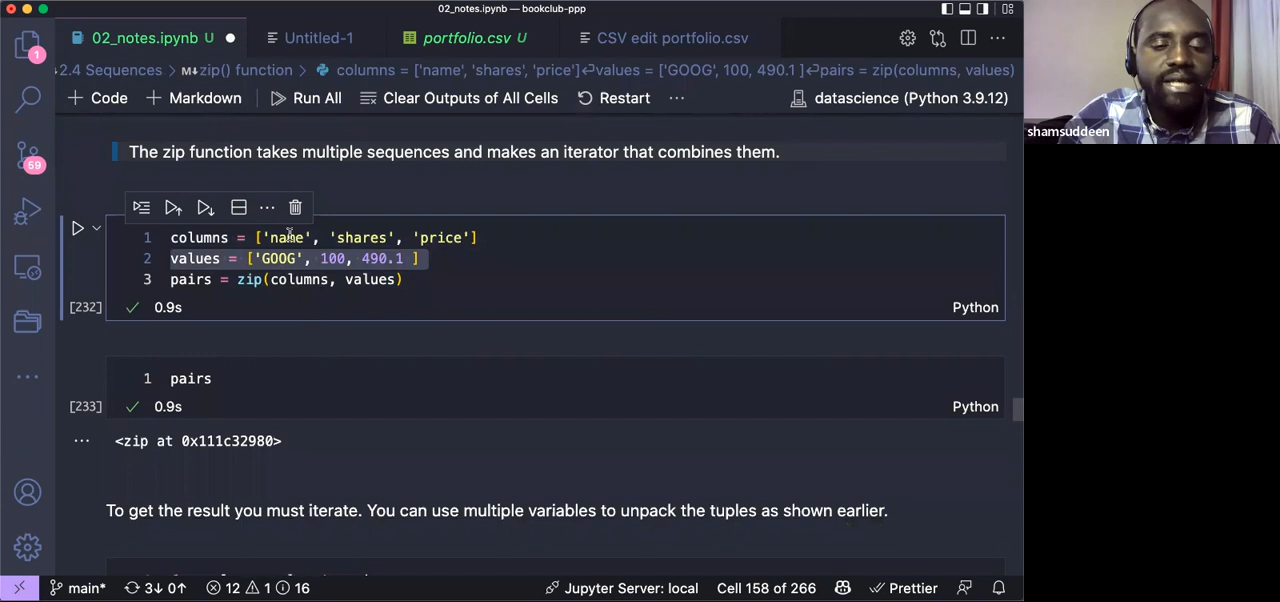 02_notes.ipynb — bookclub-ppp
1
02_notes.ipynb U
Untitled-1
portfolio.csv U
CSV edit portfolio.csv
2.4 Sequences > M zip() function > columns = ['name', 'shares', 'price']↵values = ['GOOG', 100, 490.1 ]↵pairs = zip(columns, values)
+ Code + Markdown Run All Clear Outputs of All Cells Restart ··· datascience (Python 3.9.12)
shamsuddeen
59
The zip function takes multiple sequences and makes an iterator that combines them.
1 columns = ['name', 'shares', 'price']
2 values = ['GOOG', 100, 490.1 ]
3 pairs = zip(columns, values)
[232] ✓ 0.9s Python
1 pairs
[233] ✓ 0.9s Python
··· <zip at 0x111c32980>
To get the result you must iterate. You can use multiple variables to unpack the tuples as shown earlier.
main* 3↓ 0↑ 12 1 16 Jupyter Server: local Cell 158 of 266 Prettier